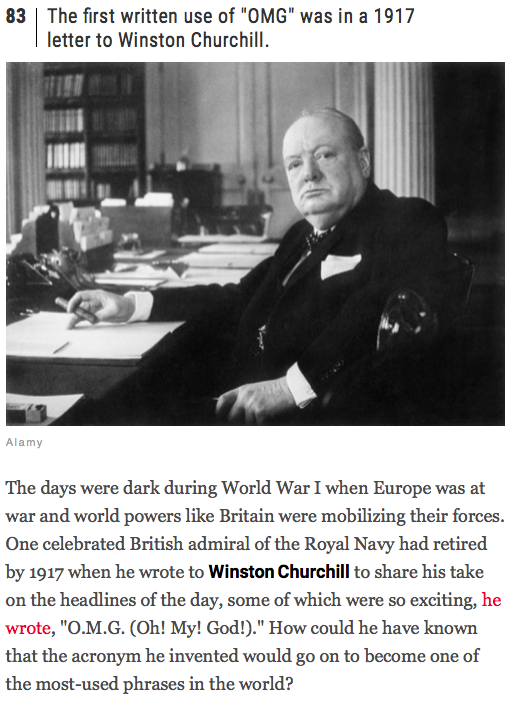 83 | The first written use of "OMG" was in a 1917
letter to Winston Churchill.
Alamy
The days were dark during World War I when Europe was at
war and world powers like Britain were mobilizing their forces.
One celebrated British admiral of the Royal Navy had retired
by 1917 when he wrote to Winston Churchill to share his take
on the headlines of the day, some of which were so exciting, he
wrote, "O.M.G. (Oh! My! God!)." How could he have known
that the acronym he invented would go on to become one of
the most-used phrases in the world?